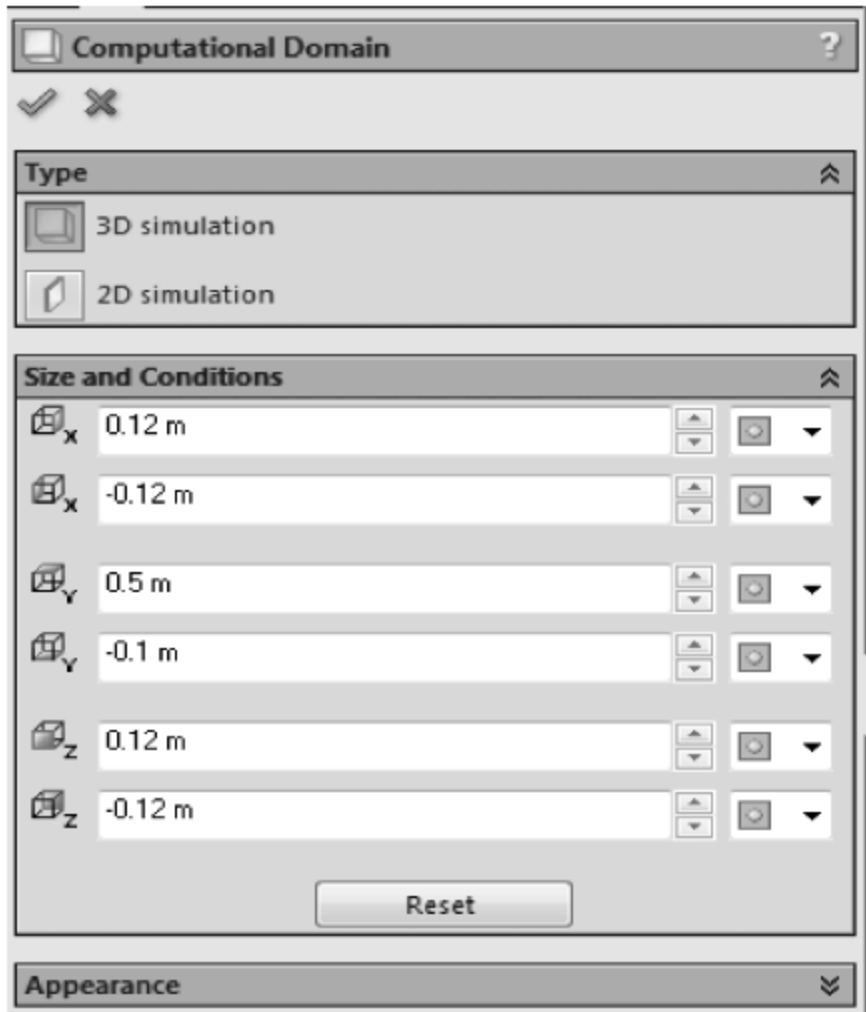 Computational Domain ?
Type
3D simulation
2D simulation
Size and Conditions
X 0.12 m
X -0.12 m
Y 0.5 m
Y -0.1 m
Z 0.12 m
Z -0.12 m
Reset
Appearance